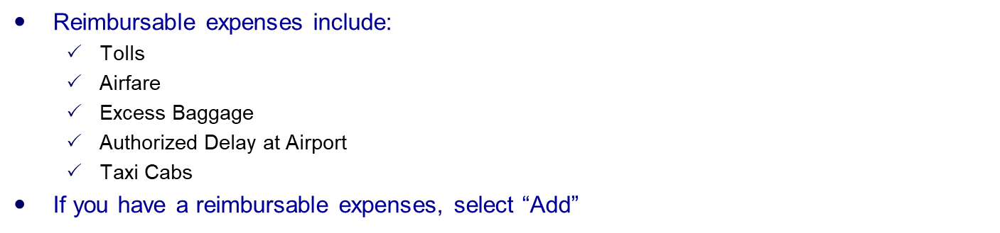 • Reimbursable expenses include:
✓ Tolls
✓ Airfare
✓ Excess Baggage
✓ Authorized Delay at Airport
✓ Taxi Cabs
• If you have a reimbursable expenses, select “Add”